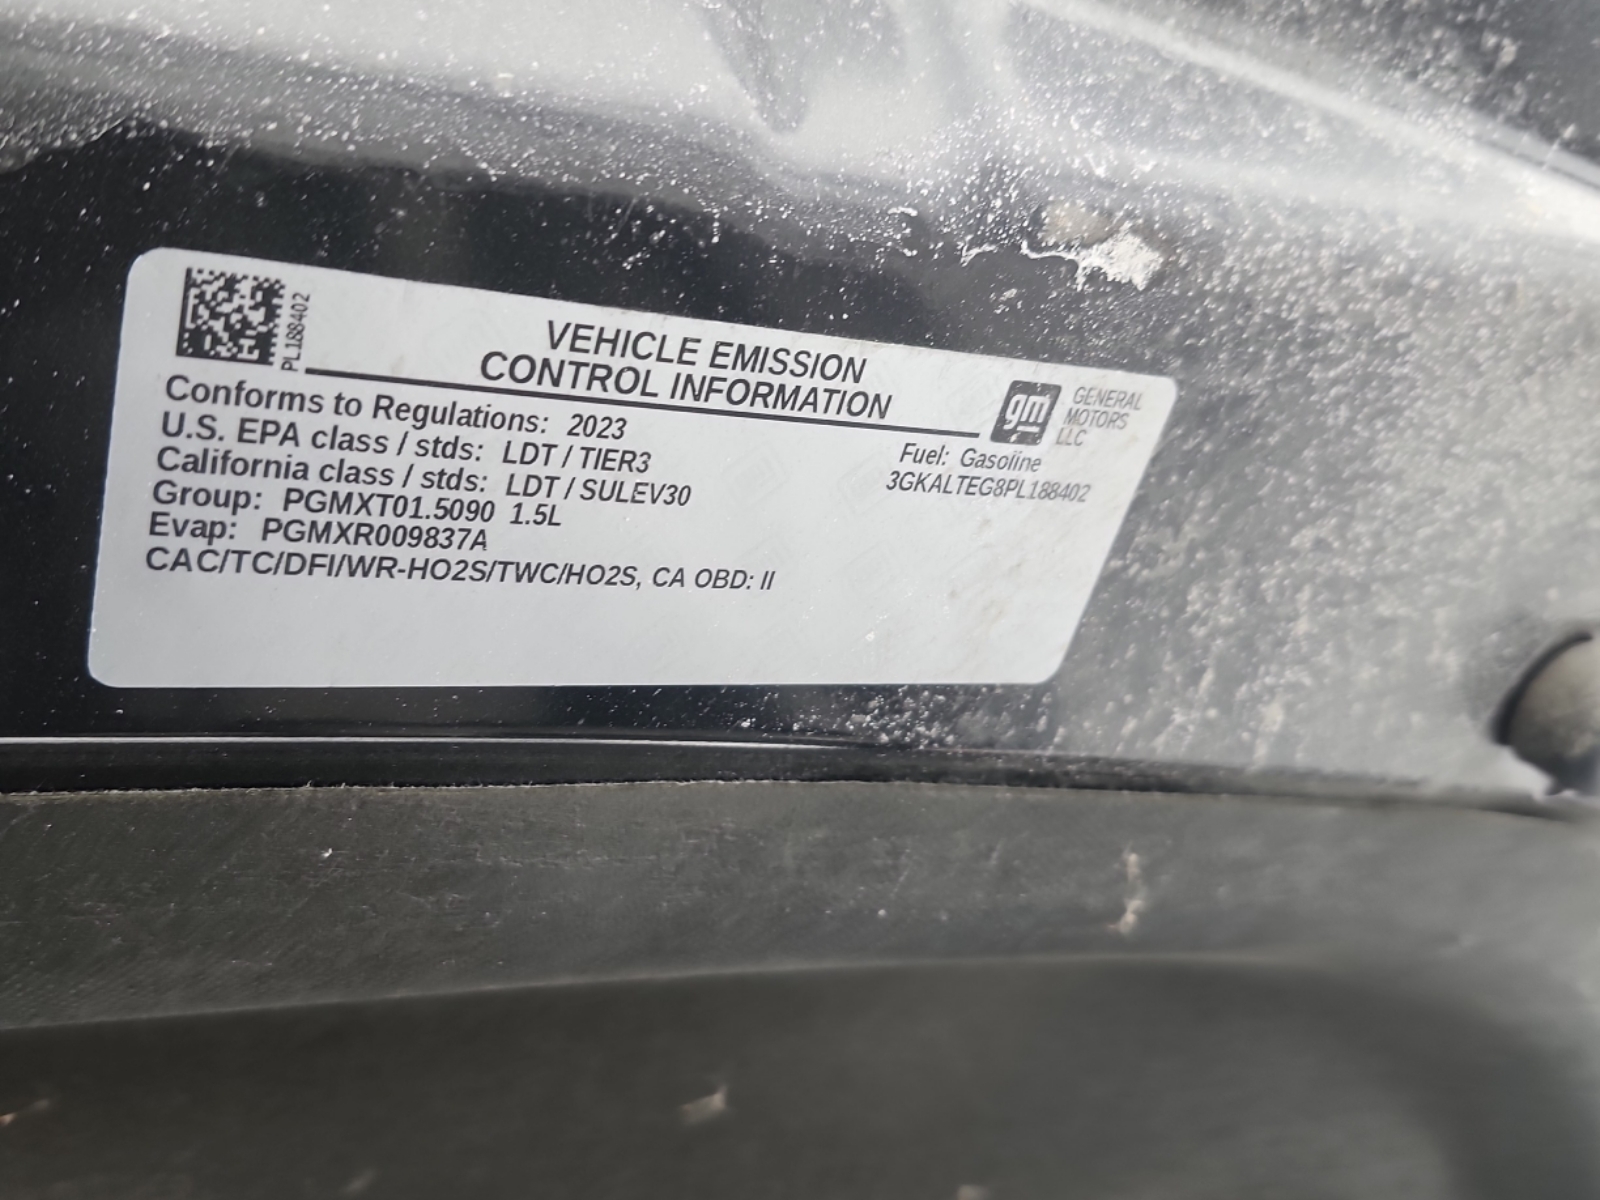 PL188402
VEHICLE EMISSION
CONTROL INFORMATION
gm
GENERAL
MOTORS
LLC
Conforms to Regulations: 2023
U.S. EPA class / stds: LDT / TIER3
California class / stds: LDT / SULEV30
Group: PGMXT01.5090 1.5L
Evap: PGMXR009837A
CAC/TC/DFI/WR-HO2S/TWC/HO2S, CA OBD: II
Fuel: Gasoline
3GKALTEG8PL188402